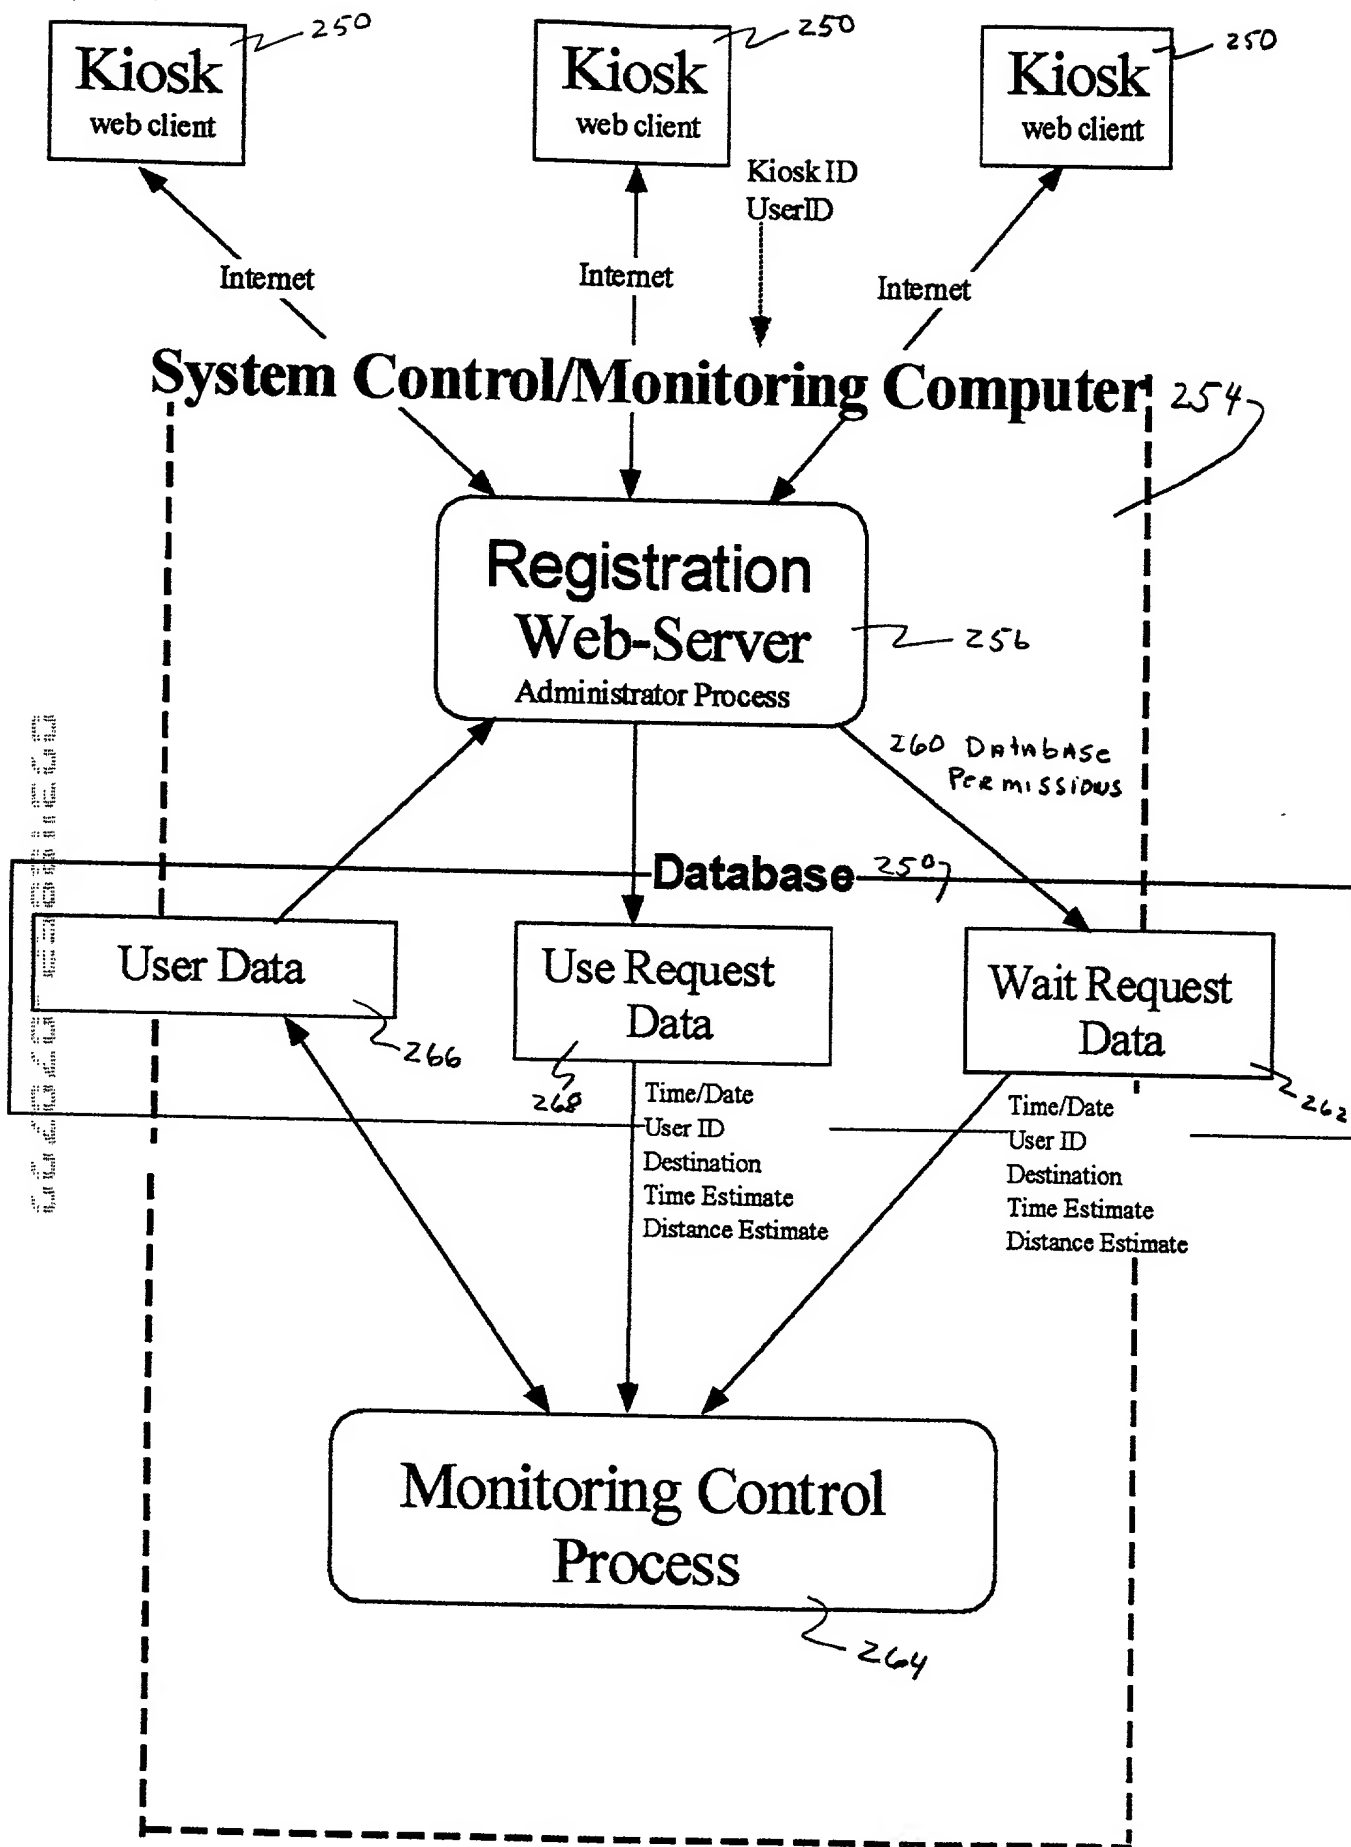 250
250
250
Kiosk
web client
Kiosk
web client
Kiosk
web client
Kiosk ID
UserID
Internet
Internet
Internet
System Control/Monitoring Computer
254
Registration
Web-Server
Administrator Process
256
260 Database
Permissions
Database
250
User Data
266
Use Request
Data
268
Wait Request
Data
262
Time/Date
User ID
Destination
Time Estimate
Distance Estimate
Time/Date
User ID
Destination
Time Estimate
Distance Estimate
Monitoring Control
Process
264